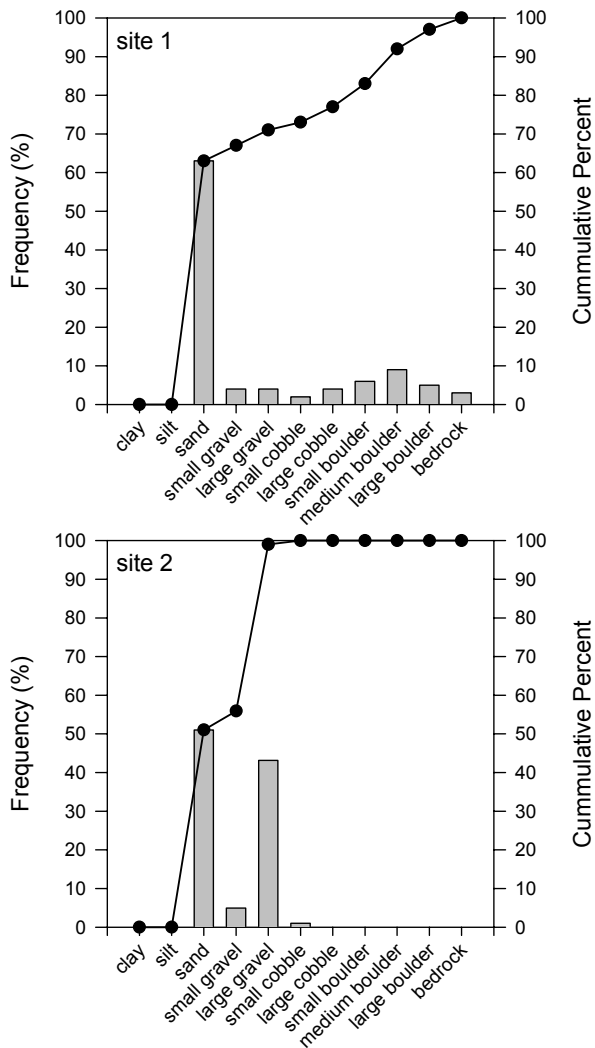 site 1
Frequency (%)
100
90
80
70
60
50
40
30
20
10
0
100
90
80
70
60
50
40
30
20
10
0
Cummulative Percent
clay
silt
sand
small gravel
large gravel
small cobble
large cobble
small boulder
medium boulder
large boulder
bedrock
site 2
Frequency (%)
100
90
80
70
60
50
40
30
20
10
0
100
90
80
70
60
50
40
30
20
10
0
Cummulative Percent
clay
silt
sand
small gravel
large gravel
small cobble
large cobble
small boulder
medium boulder
large boulder
bedrock